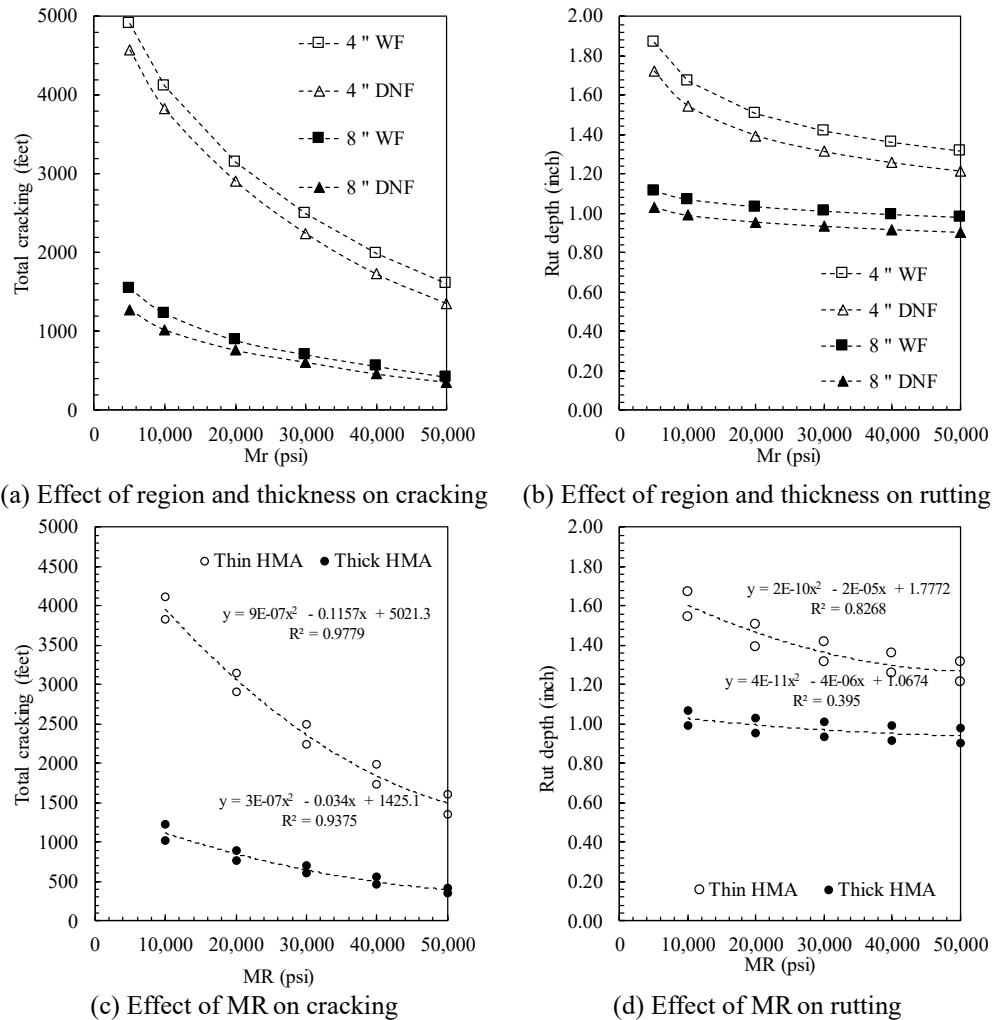 5000
4000
3000
2000
1000
0
Total cracking (feet)
4 " WF
4 " DNF
8 " WF
8 " DNF
0 10,000 20,000 30,000 40,000 50,000
Mr (psi)
(a) Effect of region and thickness on cracking
2.00
1.80
1.60
1.40
1.20
1.00
0.80
0.60
0.40
0.20
0.00
Rut depth (inch)
4 " WF
4 " DNF
8 " WF
8 " DNF
0 10,000 20,000 30,000 40,000 50,000
Mr (psi)
(b) Effect of region and thickness on rutting
5000
4500
4000
3500
3000
2500
2000
1500
1000
500
0
Total cracking (feet)
Thin HMA Thick HMA
y = 9E-07x² - 0.1157x + 5021.3
R² = 0.9779
y = 3E-07x² - 0.034x + 1425.1
R² = 0.9375
0 10,000 20,000 30,000 40,000 50,000
MR (psi)
(c) Effect of MR on cracking
2.00
1.80
1.60
1.40
1.20
1.00
0.80
0.60
0.40
0.20
0.00
Rut depth (inch)
y = 2E-10x² - 2E-05x + 1.7772
R² = 0.8268
y = 4E-11x² - 4E-06x + 1.0674
R² = 0.395
Thin HMA Thick HMA
0 10,000 20,000 30,000 40,000 50,000
MR (psi)
(d) Effect of MR on rutting